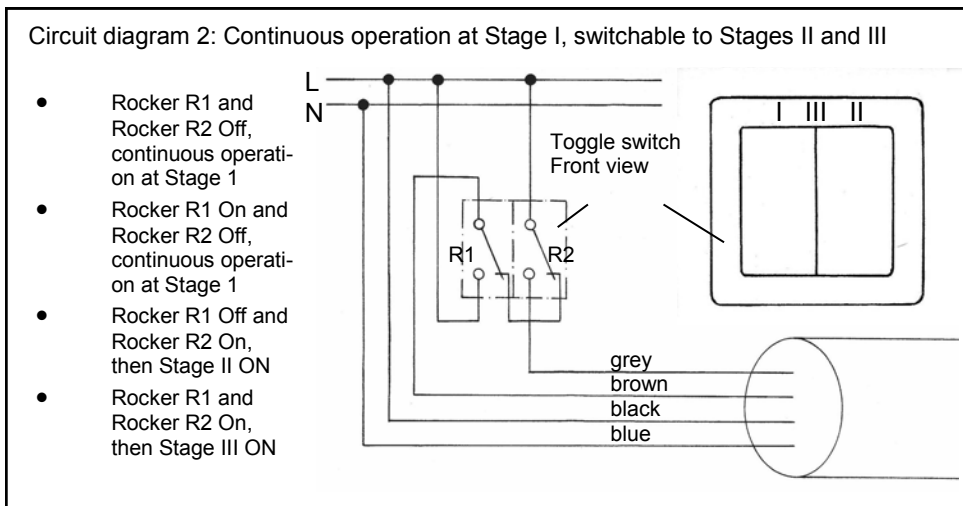 Circuit diagram 2: Continuous operation at Stage I, switchable to Stages II and III
• Rocker R1 and
Rocker R2 Off,
continuous operati-
on at Stage 1
• Rocker R1 On and
Rocker R2 Off,
continuous operati-
on at Stage 1
• Rocker R1 Off and
Rocker R2 On,
then Stage II ON
• Rocker R1 and
Rocker R2 On,
then Stage III ON
L
N
R1
R2
Toggle switch
Front view
I III II
grey
brown
black
blue